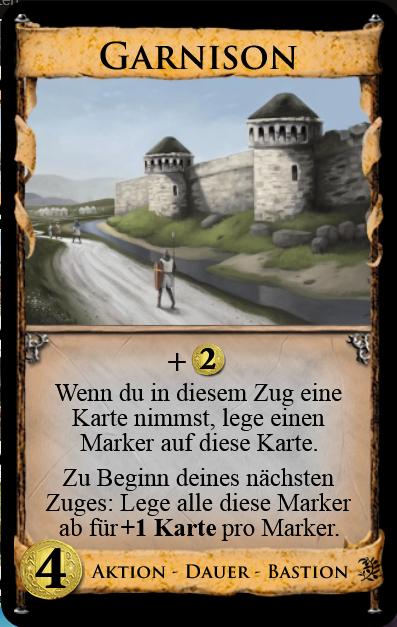 GARNISON
+ 2
Wenn du in diesem Zug eine
Karte nimmst, lege einen
Marker auf diese Karte.
Zu Beginn deines nächsten
Zuges: Lege alle diese Marker
ab für +1 Karte pro Marker.
4 AKTION - DAUER - BASTION